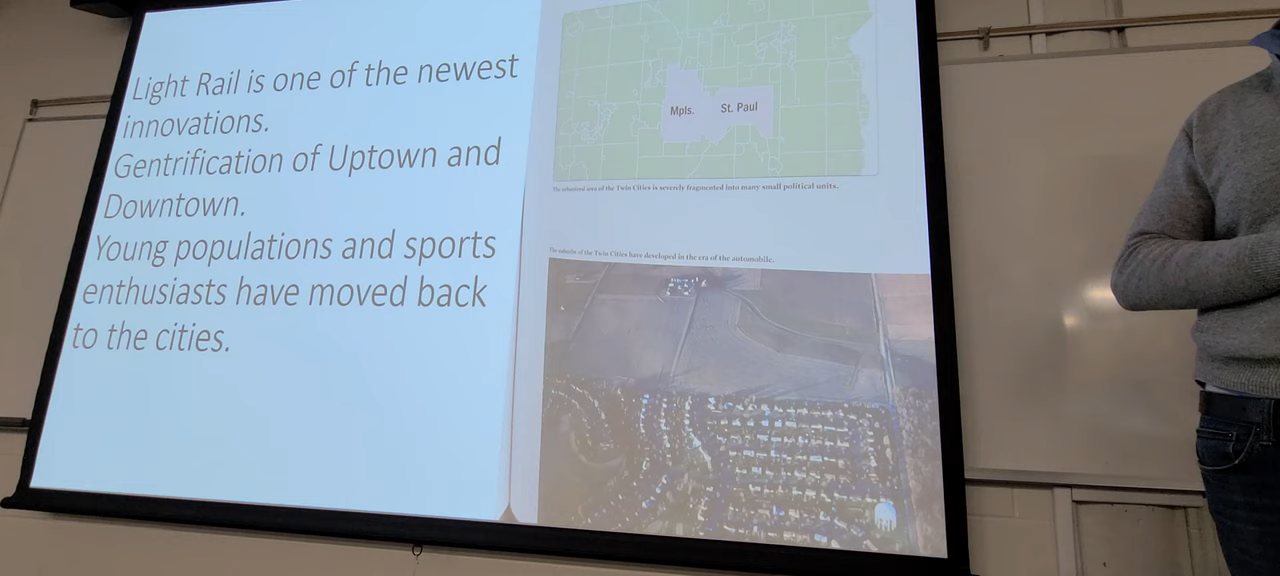 Light Rail is one of the newest
innovations.
Gentrification of Uptown and
Downtown.
Young populations and sports
enthusiasts have moved back
to the cities.
Mpls.
St. Paul
The urbanized area of the Twin Cities is severely fragmented into many small political units.
The suburbs of the Twin Cities have developed in the era of the automobile.